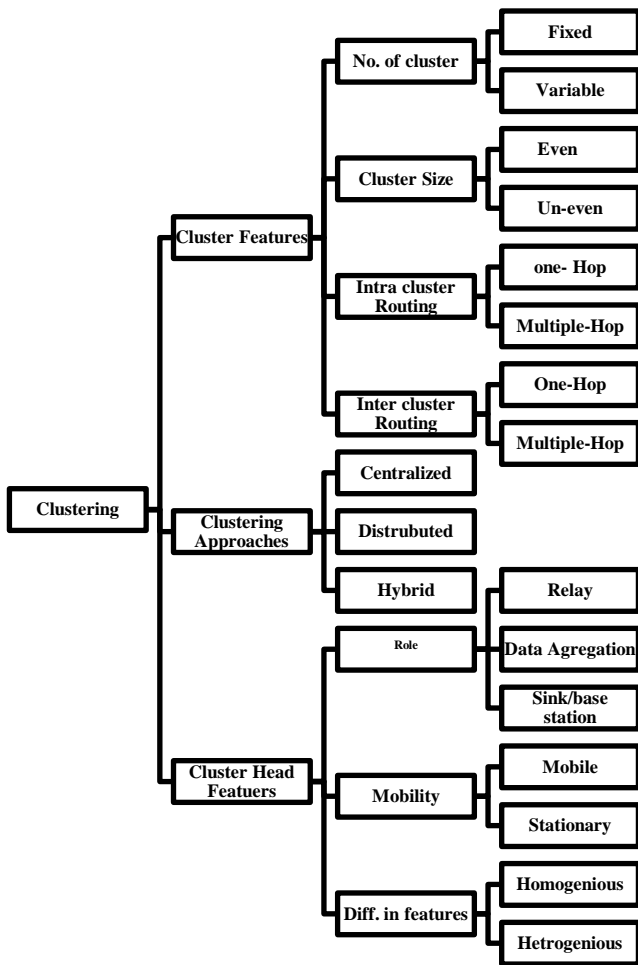 Clustering
Cluster Features
No. of cluster
Fixed
Variable
Cluster Size
Even
Un-even
Intra cluster
Routing
one- Hop
Multiple-Hop
Inter cluster
Routing
One-Hop
Multiple-Hop
Clustering
Approaches
Centralized
Distrubuted
Hybrid
Cluster Head
Featuers
Role
Relay
Data Agregation
Sink/base
station
Mobility
Mobile
Stationary
Diff. in features
Homogenious
Hetrogenious